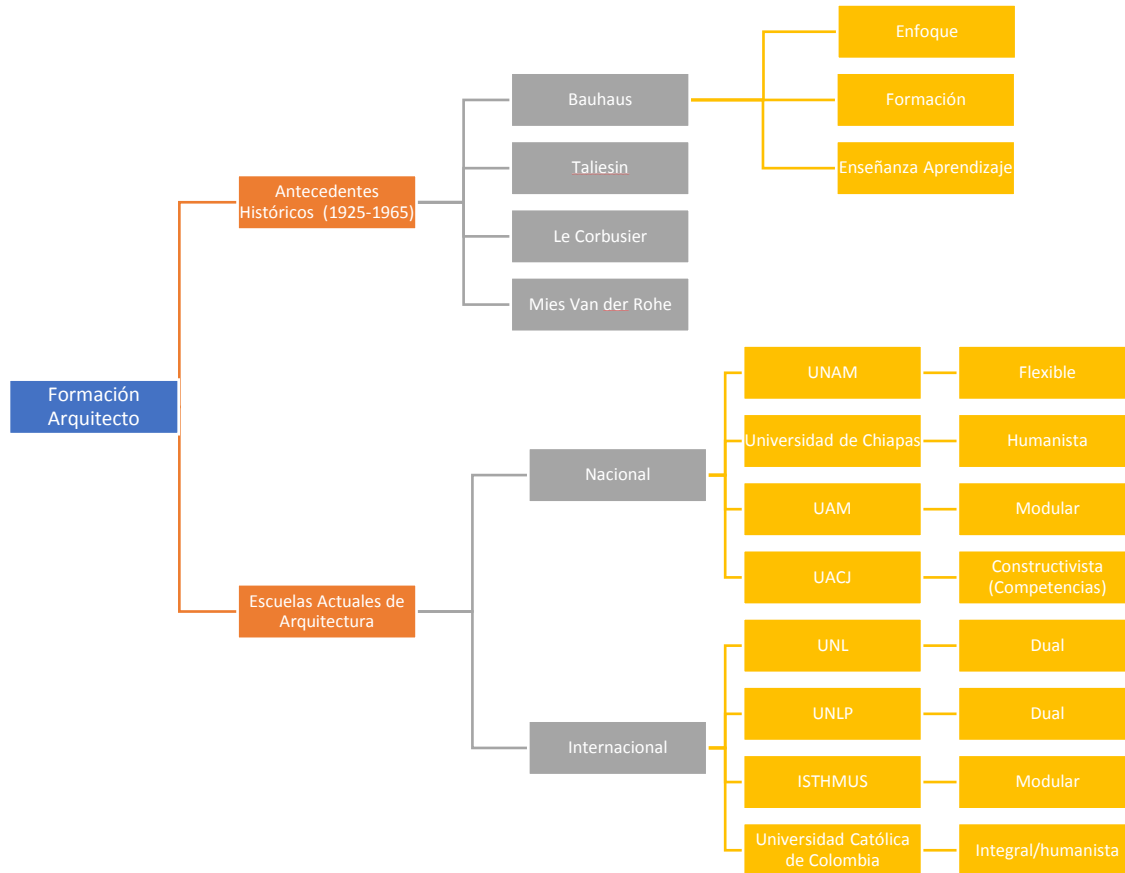 Formación
Arquitecto
Antecedentes
Históricos (1925-1965)
Bauhaus
Enfoque
Formación
Enseñanza Aprendizaje
Taliesin
Le Corbusier
Mies Van der Rohe
Escuelas Actuales de
Arquitectura
Nacional
UNAM
Flexible
Universidad de Chiapas
Humanista
UAM
Modular
UACJ
Constructivista
(Competencias)
Internacional
UNL
Dual
UNLP
Dual
ISTHMUS
Modular
Universidad Católica
de Colombia
Integral/humanista